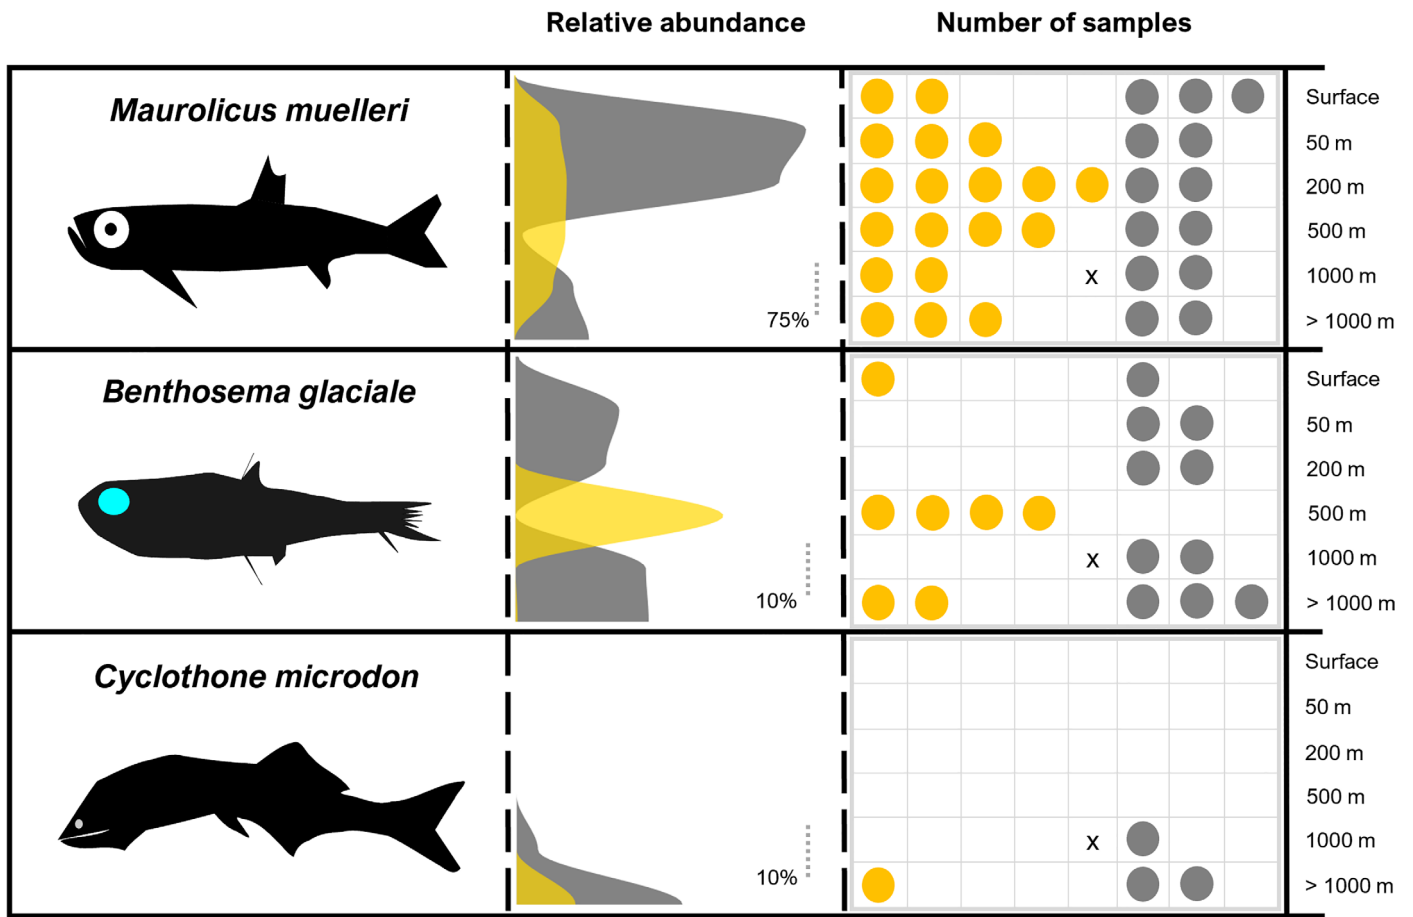 Relative abundance
Number of samples
Maurolicus muelleri
Surface
50 m
200 m
500 m
x
1000 m
75%
> 1000 m
Benthosema glaciale
Surface
50 m
200 m
500 m
x
1000 m
10%
> 1000 m
Cyclothone microdon
Surface
50 m
200 m
500 m
x
1000 m
10%
> 1000 m